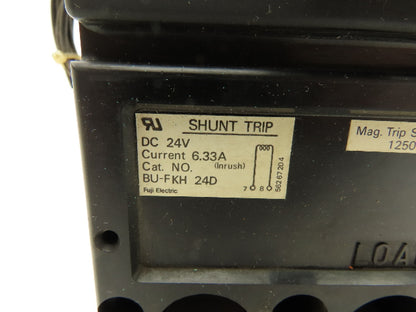 SHUNT TRIP
DC 24V
Current 6.33A
(Inrush)
Cat. NO.
BU-FKH 24D
Fuji Electric
7 8
56267204
Mag. Trip S
1250
LOA